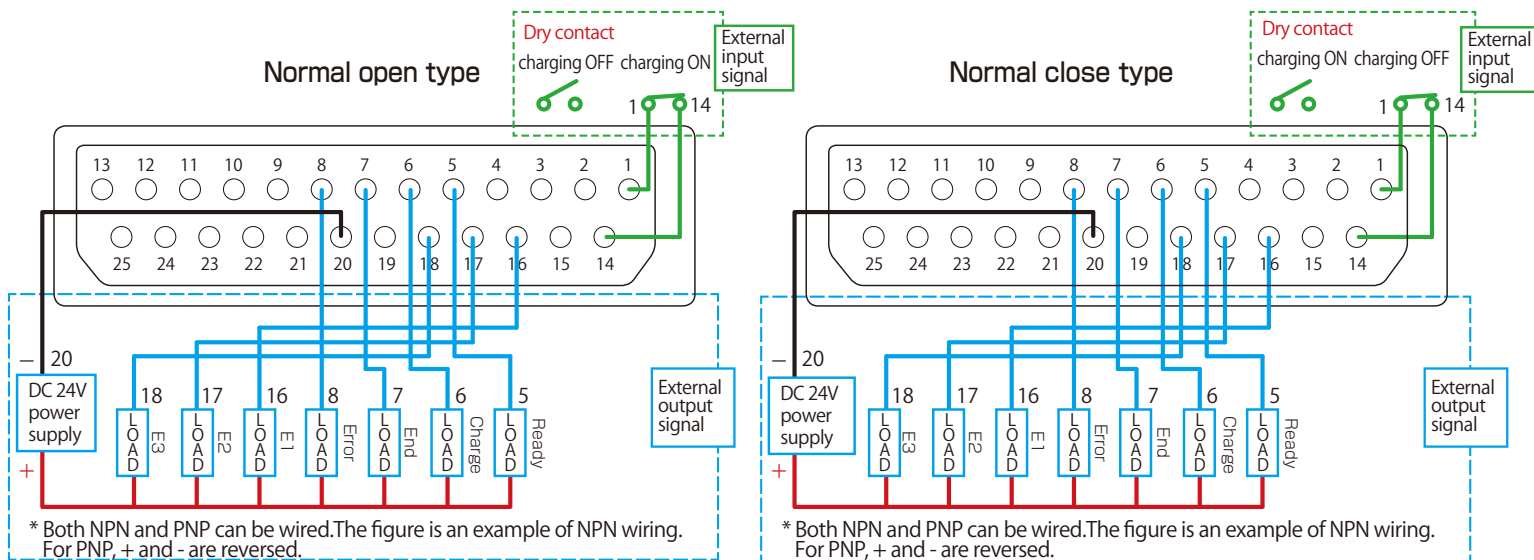 Normal open type
Dry contact
charging OFF charging ON
1 14
External
input
signal
13 12 11 10 9 8 7 6 5 4 3 2 1
25 24 23 22 21 20 19 18 17 16 15 14
− 20
DC 24V
power
supply
+
18 17 16 8 7 6 5
LOAD E3
LOAD E2
LOAD E1
LOAD Error
LOAD End
LOAD Charge
LOAD Ready
External
output
signal
* Both NPN and PNP can be wired.The figure is an example of NPN wiring.
For PNP, + and - are reversed.
Normal close type
Dry contact
charging ON charging OFF
1 14
External
input
signal
13 12 11 10 9 8 7 6 5 4 3 2 1
25 24 23 22 21 20 19 18 17 16 15 14
− 20
DC 24V
power
supply
+
18 17 16 8 7 6 5
LOAD E3
LOAD E2
LOAD E1
LOAD Error
LOAD End
LOAD Charge
LOAD Ready
External
output
signal
* Both NPN and PNP can be wired.The figure is an example of NPN wiring.
For PNP, + and - are reversed.